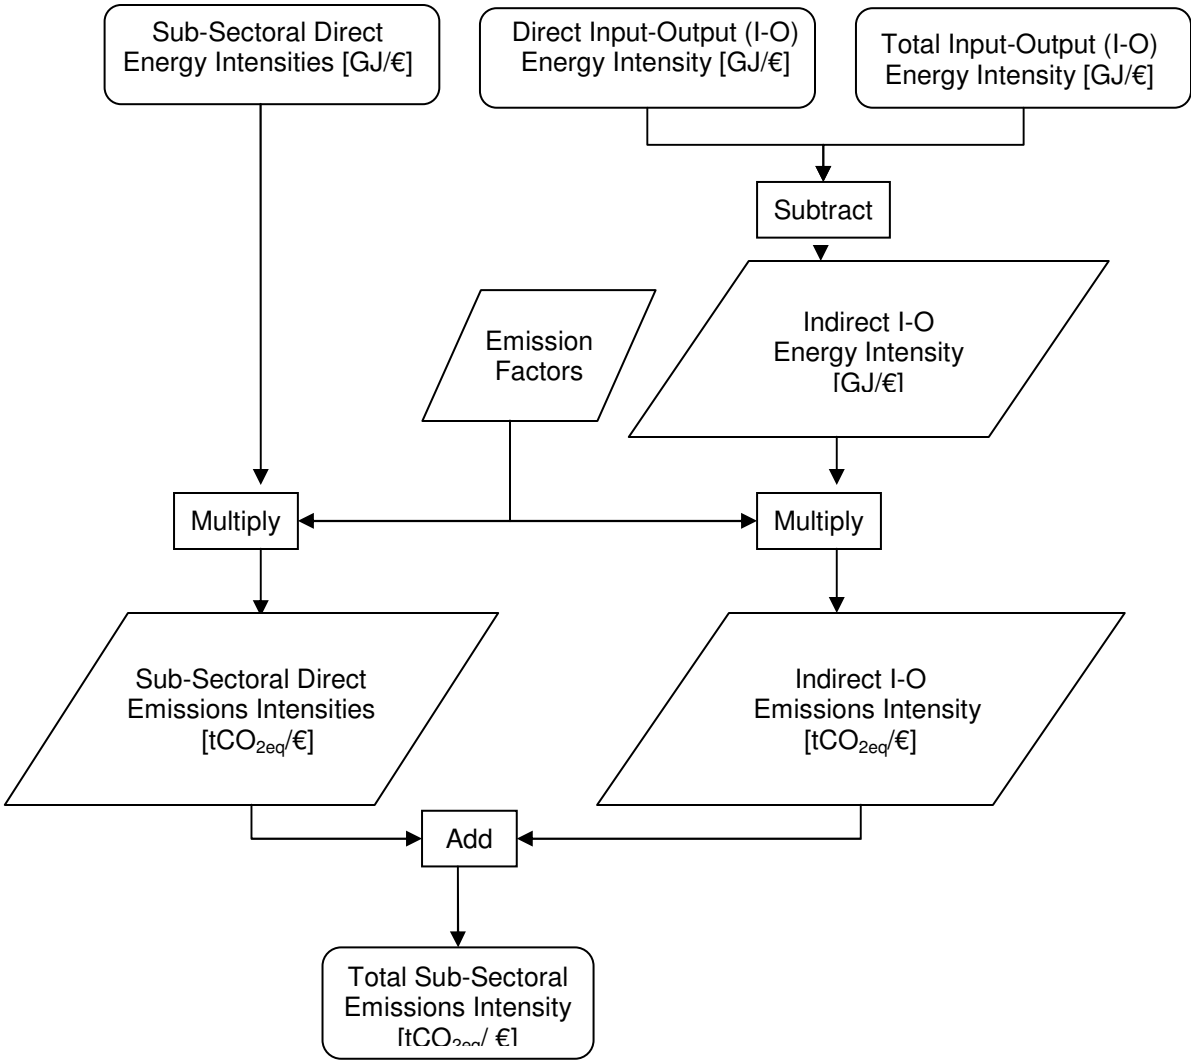 Sub-Sectoral Direct
Energy Intensities [GJ/€]
Direct Input-Output (I-O)
Energy Intensity [GJ/€]
Total Input-Output (I-O)
Energy Intensity [GJ/€]
Subtract
Emission
Factors
Indirect I-O
Energy Intensity
[GJ/€]
Multiply
Multiply
Sub-Sectoral Direct
Emissions Intensities
[tCO₂eq/€]
Indirect I-O
Emissions Intensity
[tCO₂eq/€]
Add
Total Sub-Sectoral
Emissions Intensity
[tCO₂eq/ €]